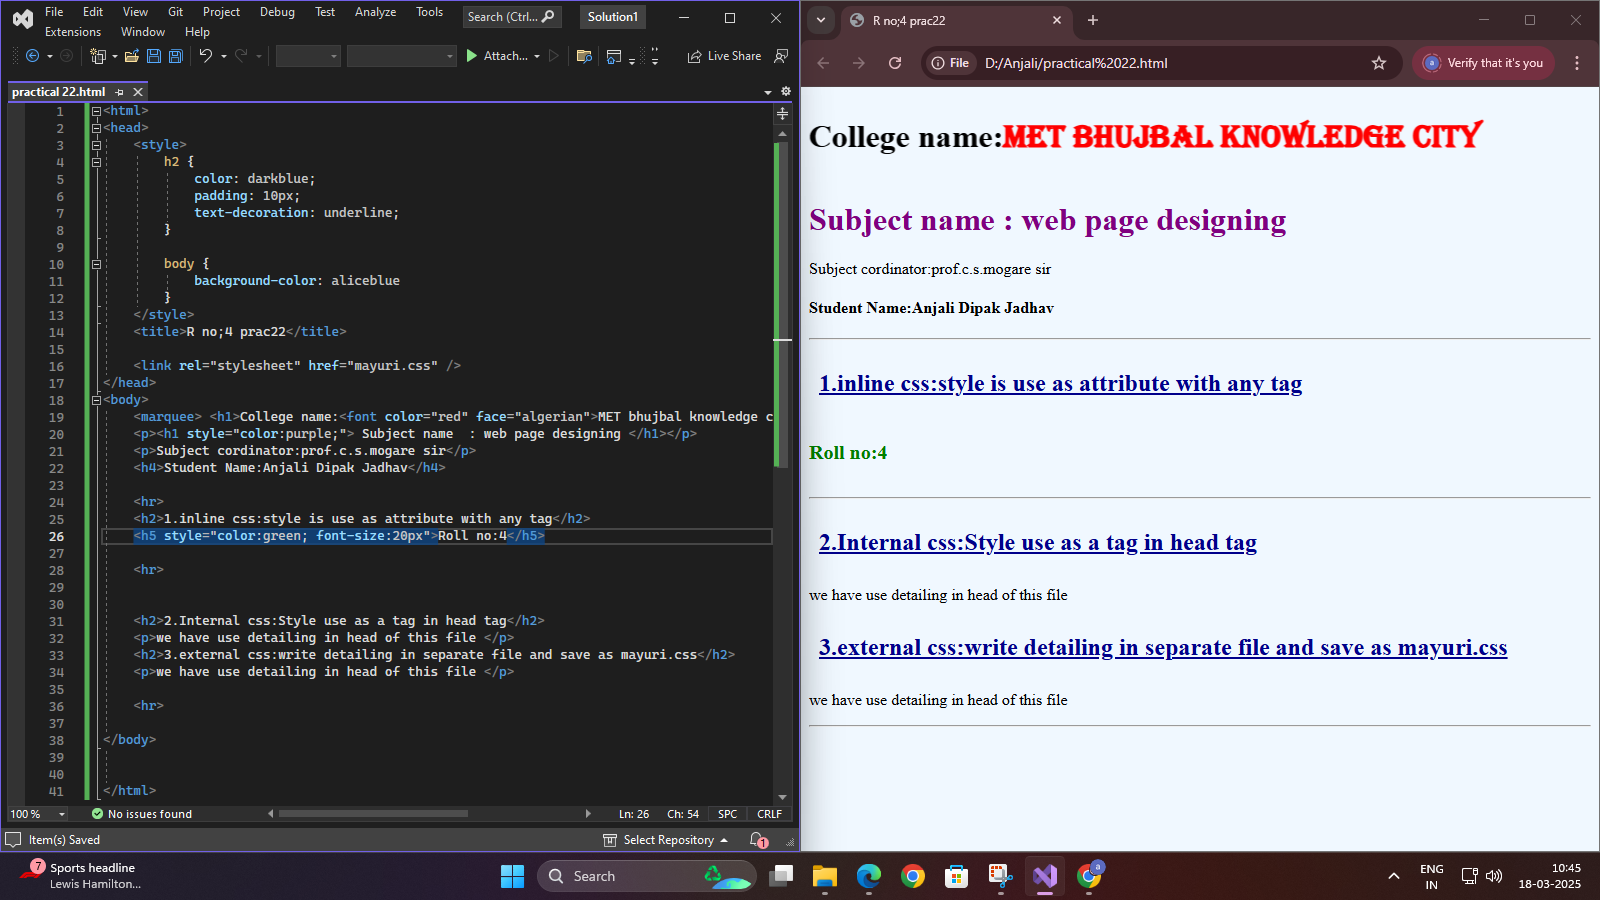 File Edit View Git Project Debug Test Analyze Tools Search (Ctrl... Solution1
Extensions Window Help
Attach... Live Share
practical 22.html
1 <html>
2 <head>
3 <style>
4 h2 {
5 color: darkblue;
6 padding: 10px;
7 text-decoration: underline;
8 }
9
10 body {
11 background-color: aliceblue
12 }
13 </style>
14 <title>R no;4 prac22</title>
15
16 <link rel="stylesheet" href="mayuri.css" />
17 </head>
18 <body>
19 <marquee> <h1>College name:<font color="red" face="algerian">MET bhujbal knowledge c
20 <p><h1 style="color:purple;"> Subject name  : web page designing </h1></p>
21 <p>Subject cordinator:prof.c.s.mogare sir</p>
22 <h4>Student Name:Anjali Dipak Jadhav</h4>
23
24 <hr>
25 <h2>1.inline css:style is use as attribute with any tag</h2>
26 <h5 style="color:green; font-size:20px">Roll no:4</h5>
27
28 <hr>
29
30
31 <h2>2.Internal css:Style use as a tag in head tag</h2>
32 <p>we have use detailing in head of this file </p>
33 <h2>3.external css:write detailing in separate file and save as mayuri.css</h2>
34 <p>we have use detailing in head of this file </p>
35
36 <hr>
37
38 </body>
39
40
41 </html>
100 % No issues found Ln: 26 Ch: 54 SPC CRLF
Item(s) Saved Select Repository 1
R no;4 prac22
File D:/Anjali/practical%2022.html a Verify that it's you
College name:MET BHUJBAL KNOWLEDGE CITY
Subject name : web page designing
Subject cordinator:prof.c.s.mogare sir
Student Name:Anjali Dipak Jadhav
1.inline css:style is use as attribute with any tag
Roll no:4
2.Internal css:Style use as a tag in head tag
we have use detailing in head of this file
3.external css:write detailing in separate file and save as mayuri.css
we have use detailing in head of this file
7 Sports headline
Lewis Hamilton...
Search
a
ENG
IN
10:45
18-03-2025